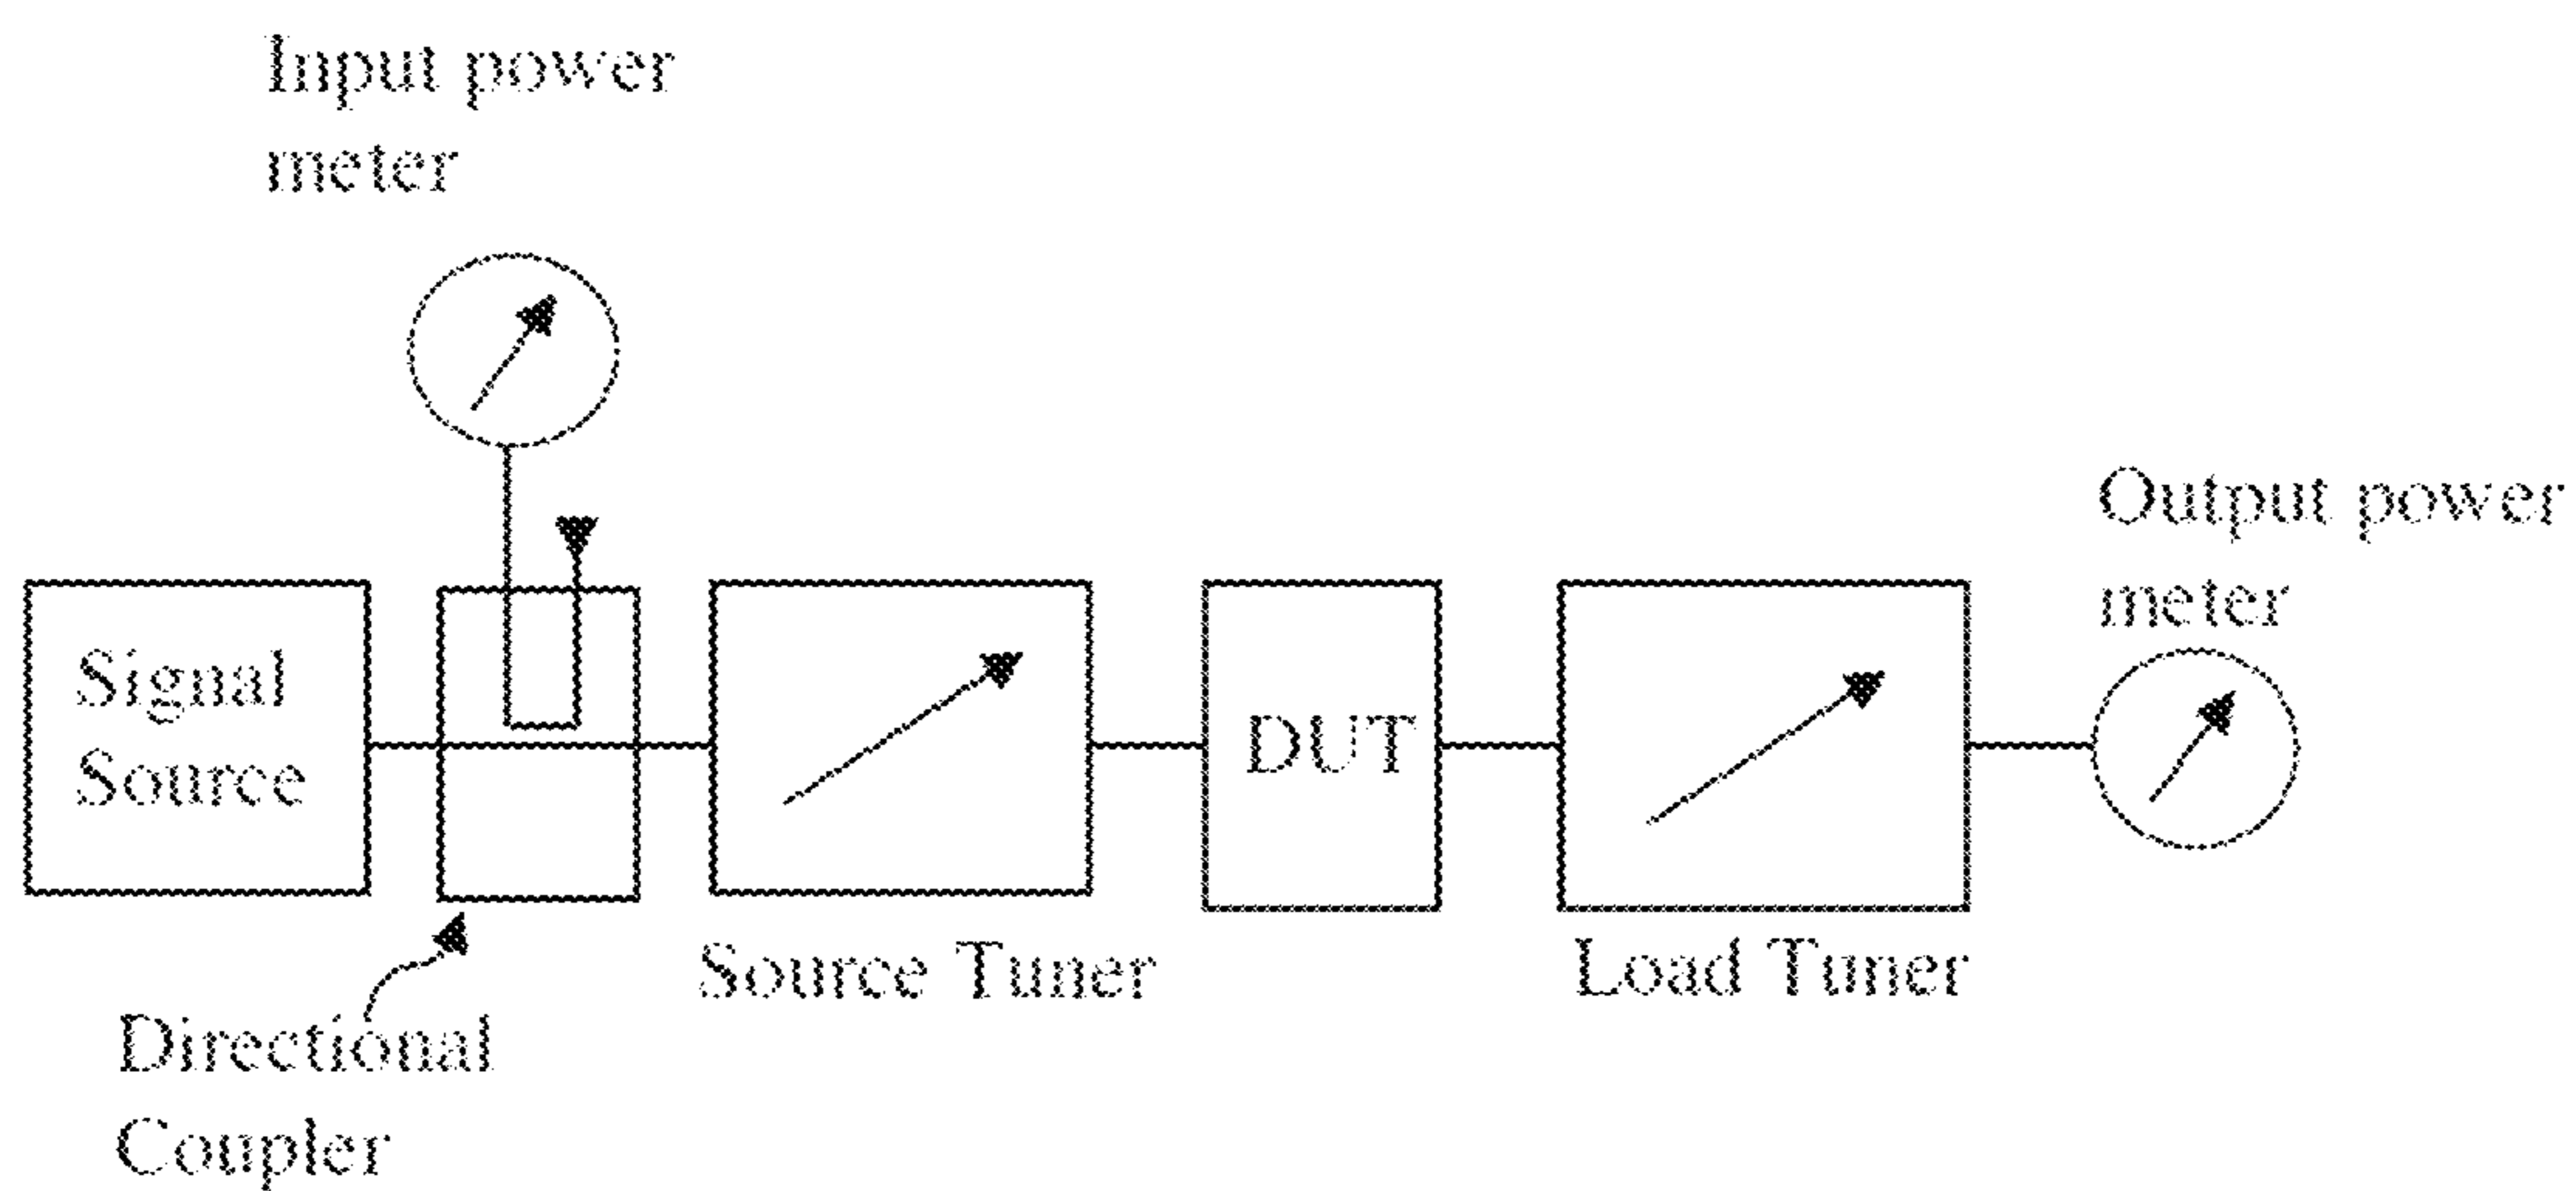 Input power
meter
Output power
meter
Signal
Source
DUT
Source Tuner
Load Tuner
Directional
Coupler